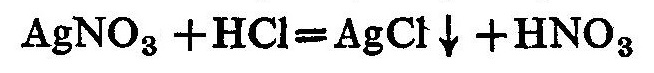 AgNO₃ +HCl=AgCl↓ +HNO₃